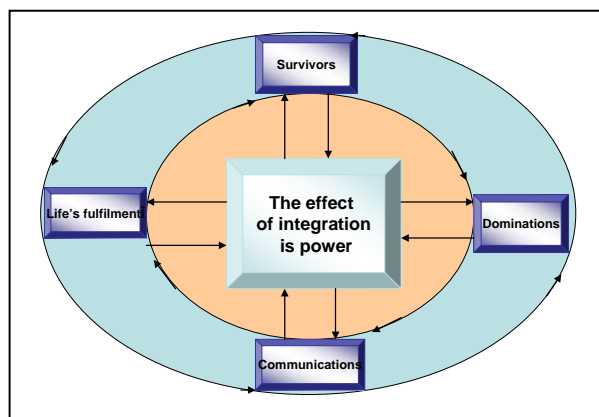 Survivors
Life's fulfilment
The effect
of integration
is power
Dominations
Communications